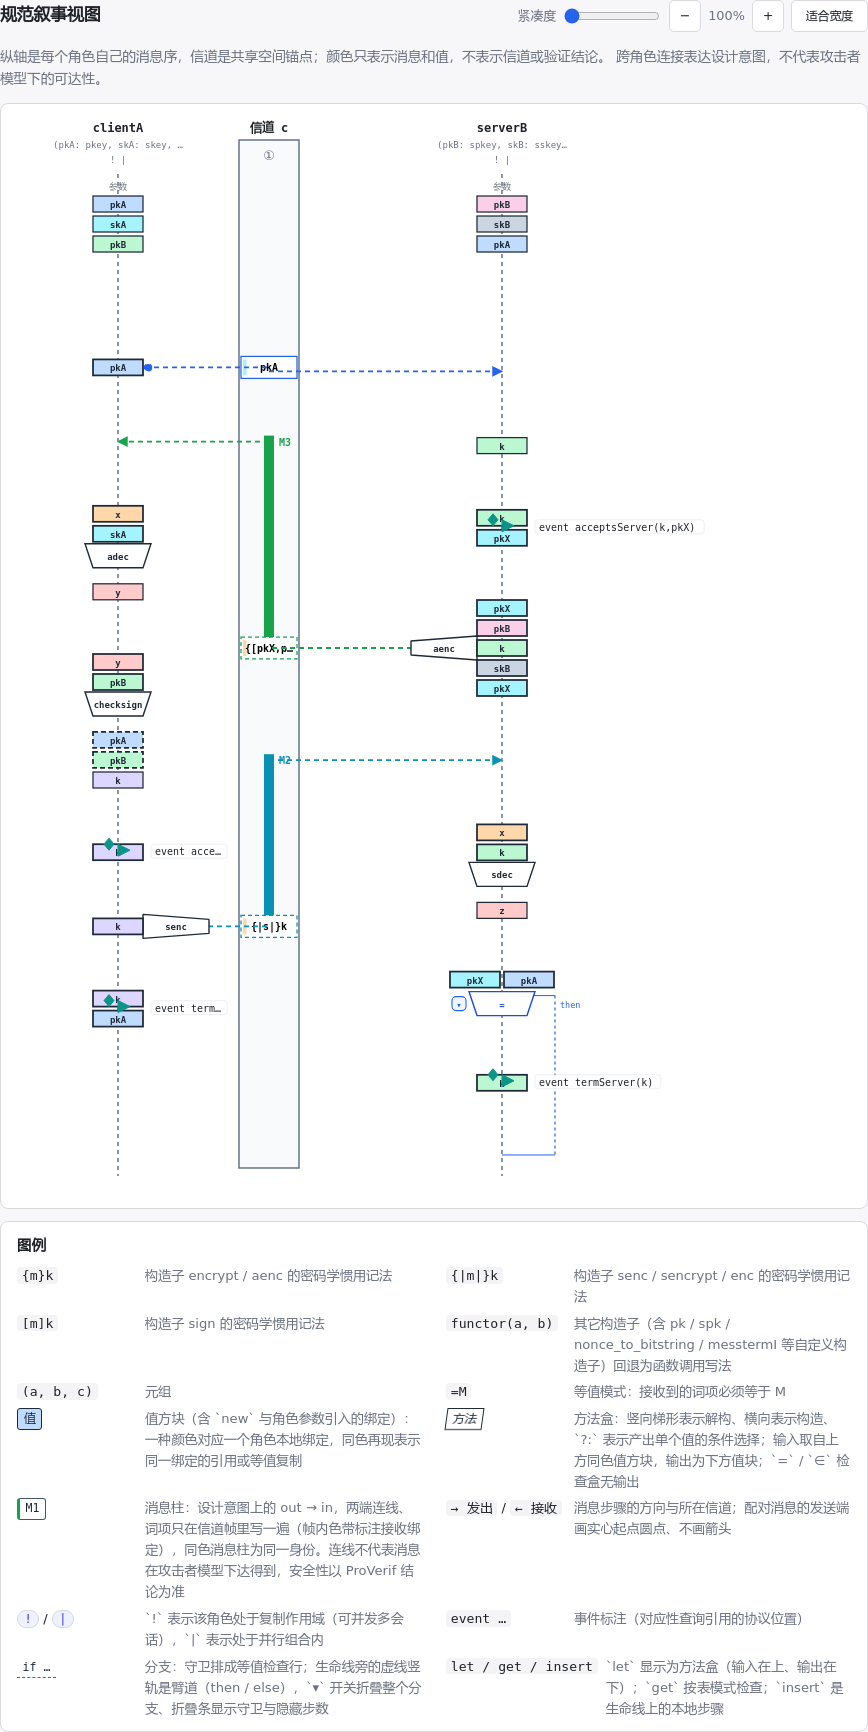 规范叙事视图
紧凑度
−
100%
+
适合宽度
纵轴是每个角色自己的消息序，信道是共享空间锚点；颜色只表示消息和值，不表示信道或验证结论。 跨角色连接表达设计意图，不代表攻击者
模型下的可达性。
clientA
信道 c
serverB
(pkA: pkey, skA: skey, …
①
(pkB: spkey, skB: sskey…
! |
! |
参数
参数
pkA
pkB
skA
skB
pkB
pkA
pkA
pkA
M3
k
x
event acceptsServer(k,pkX)
skA
pkX
adec
y
pkX
pkB
{[pkX,p…
aenc
k
y
skB
pkB
pkX
checksign
pkA
pkB
M2
k
x
event acce…
k
sdec
z
k
senc
{|s|}k
pkX
pkA
k
=
then
event term…
pkA
event termServer(k)
图例
{m}k
构造子 encrypt / aenc 的密码学惯用记法
{|m|}k
构造子 senc / sencrypt / enc 的密码学惯用记
法
[m]k
构造子 sign 的密码学惯用记法
functor(a, b)
其它构造子（含 pk / spk /
nonce_to_bitstring / messtermI 等自定义构
造子）回退为函数调用写法
(a, b, c)
元组
=M
等值模式：接收到的词项必须等于 M
值
值方块（含 `new` 与角色参数引入的绑定）：
一种颜色对应一个角色本地绑定，同色再现表示
同一绑定的引用或等值复制
方法
方法盒：竖向梯形表示解构、横向表示构造、
`?:` 表示产出单个值的条件选择；输入取自上
方同色值方块，输出为下方值块；`=` / `∈` 检
查盒无输出
M1
消息柱：设计意图上的 out → in，两端连线、
词项只在信道帧里写一遍（帧内色带标注接收绑
定），同色消息柱为同一身份。连线不代表消息
在攻击者模型下达得到，安全性以 ProVerif 结
论为准
→ 发出 / ← 接收
消息步骤的方向与所在信道；配对消息的发送端
画实心起点圆点、不画箭头
! / |
`!` 表示该角色处于复制作用域（可并发多会
话），`|` 表示处于并行组合内
event …
事件标注（对应性查询引用的协议位置）
if …
分支：守卫排成等值检查行；生命线旁的虚线竖
轨是臂道（then / else），`▾` 开关折叠整个分
支、折叠条显示守卫与隐藏步数
let / get / insert
`let` 显示为方法盒（输入在上、输出在
下）；`get` 按表模式检查；`insert` 是
生命线上的本地步骤